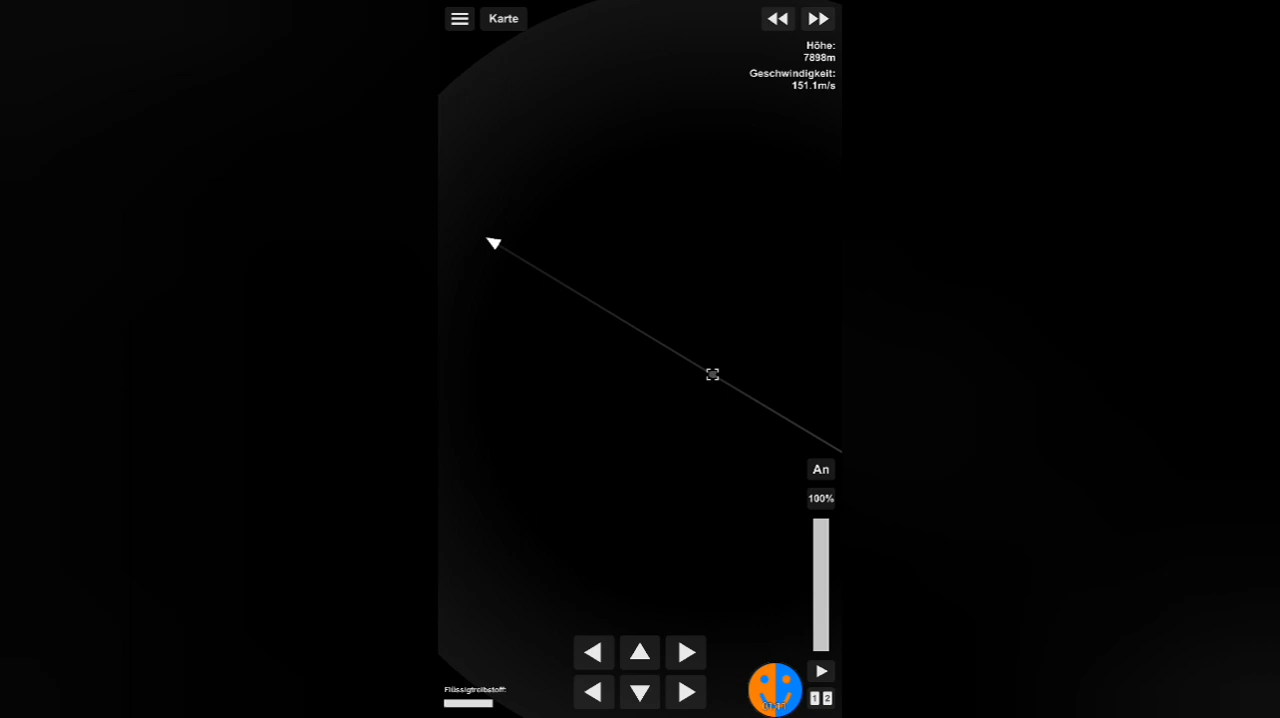 Karte
Höhe:
7898m
Geschwindigkeit:
151.1m/s
An
100%
1 2
Flüssigtreibstoff: